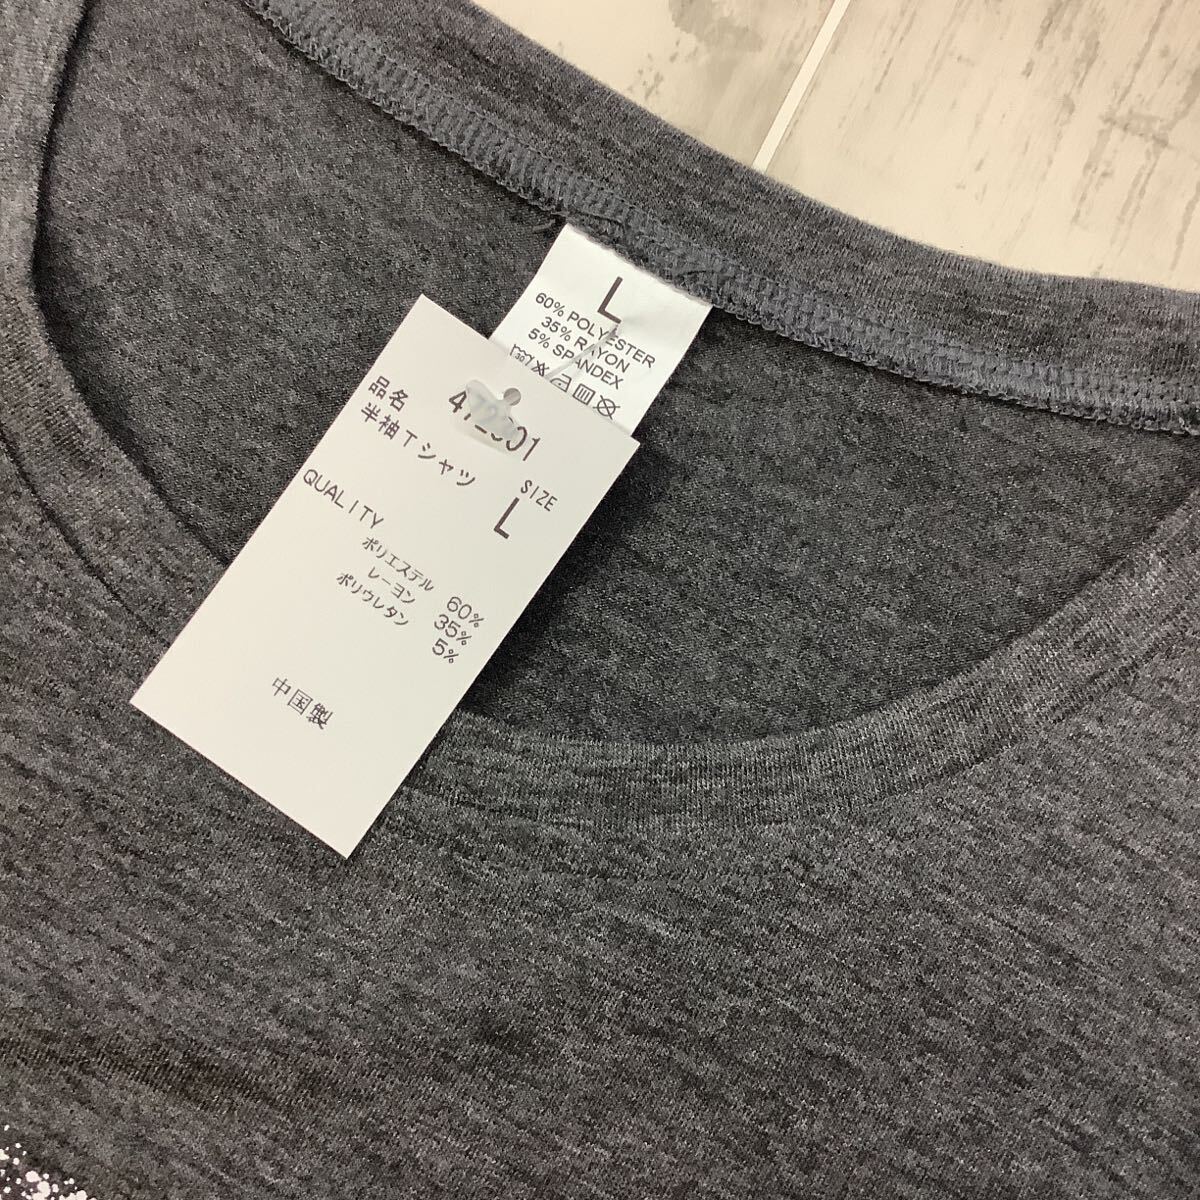 L
60% POLYESTER
35% RAYON
5% SPANDEX
品名
半袖Tシャツ
SIZE
L
QUALITY
ポリエステル 60%
レーヨン 35%
ポリウレタン 5%
中国製